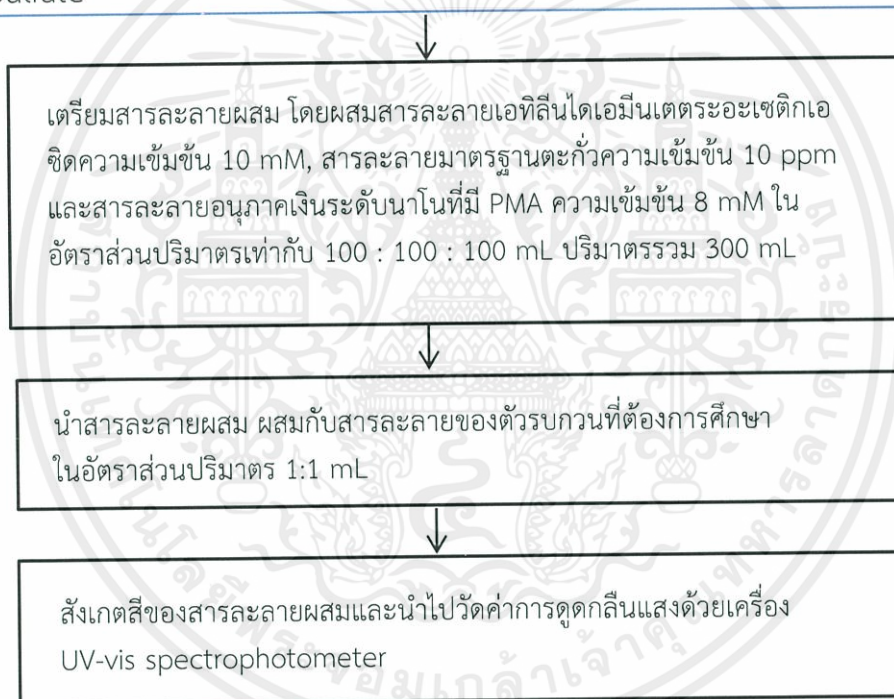 เตรียมสารละลายผสม โดยผสมสารละลายเอทิลีนไดเอมีนเตตระอะเซติกเอ
ซิดความเข้มข้น 10 mM, สารละลายมาตรฐานตะกั่วความเข้มข้น 10 ppm
และสารละลายอนุภาคเงินระดับนาโนที่มี PMA ความเข้มข้น 8 mM ใน
อัตราส่วนปริมาตรเท่ากับ 100 : 100 : 100 mL ปริมาตรรวม 300 mL
นำสารละลายผสม ผสมกับสารละลายของตัวรบกวนที่ต้องการศึกษา
ในอัตราส่วนปริมาตร 1:1 mL
สังเกตสีของสารละลายผสมและนำไปวัดค่าการดูดกลืนแสงด้วยเครื่อง
UV-vis spectrophotometer